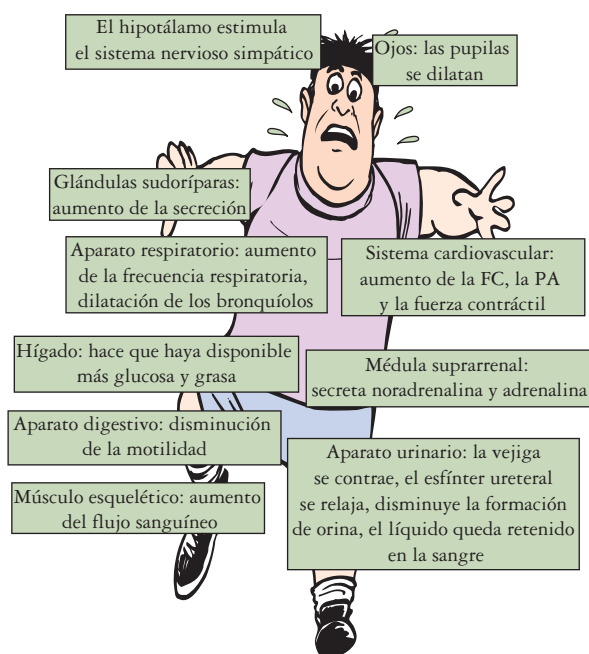 El hipotálamo estimula
el sistema nervioso simpático
Ojos: las pupilas
se dilatan
Glándulas sudoríparas:
aumento de la secreción
Aparato respiratorio: aumento
de la frecuencia respiratoria,
dilatación de los bronquíolos
Sistema cardiovascular:
aumento de la FC, la PA
y la fuerza contráctil
Hígado: hace que haya disponible
más glucosa y grasa
Médula suprarrenal:
secreta noradrenalina y adrenalina
Aparato digestivo: disminución
de la motilidad
Aparato urinario: la vejiga
se contrae, el esfínter ureteral
se relaja, disminuye la formación
de orina, el líquido queda retenido
en la sangre
Músculo esquelético: aumento
del flujo sanguíneo